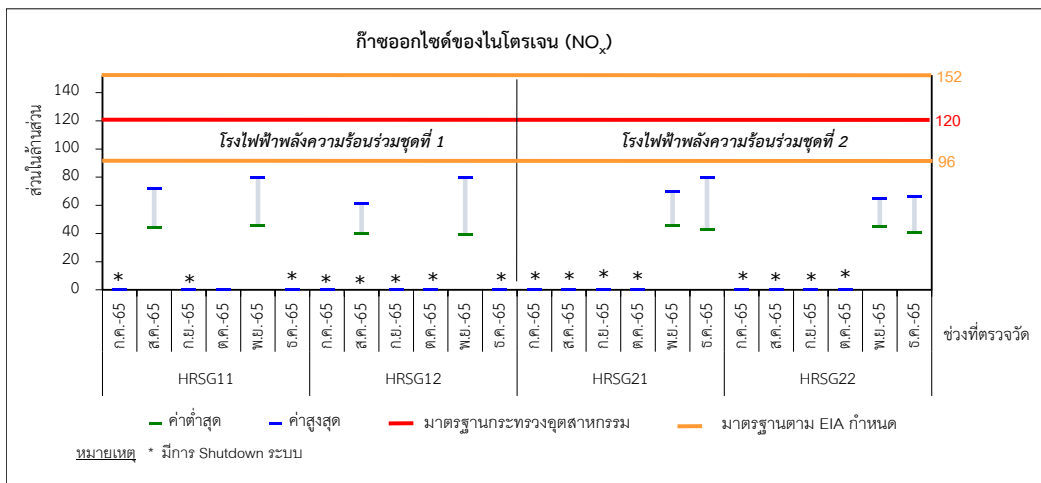 ก๊าซออกไซด์ของไนโตรเจน (NOx)
ส่วนในล้านส่วน
140
120
100
80
60
40
20
0
152
120
96
โรงไฟฟ้าพลังความร้อนร่วมชุดที่ 1
โรงไฟฟ้าพลังความร้อนร่วมชุดที่ 2
* * * * * * * * * * * * * * * * *
ก.ค.-65 ส.ค.-65 ก.ย.-65 ต.ค.-65 พ.ย.-65 ธ.ค.-65 ก.ค.-65 ส.ค.-65 ก.ย.-65 ต.ค.-65 พ.ย.-65 ธ.ค.-65 ก.ค.-65 ส.ค.-65 ก.ย.-65 ต.ค.-65 พ.ย.-65 ธ.ค.-65 ก.ค.-65 ส.ค.-65 ก.ย.-65 ต.ค.-65 พ.ย.-65 ธ.ค.-65
ช่วงที่ตรวจวัด
HRSG11 HRSG12 HRSG21 HRSG22
ค่าต่ำสุด ค่าสูงสุด มาตรฐานกระทรวงอุตสาหกรรม มาตรฐานตาม EIA กำหนด
หมายเหตุ * มีการ Shutdown ระบบ